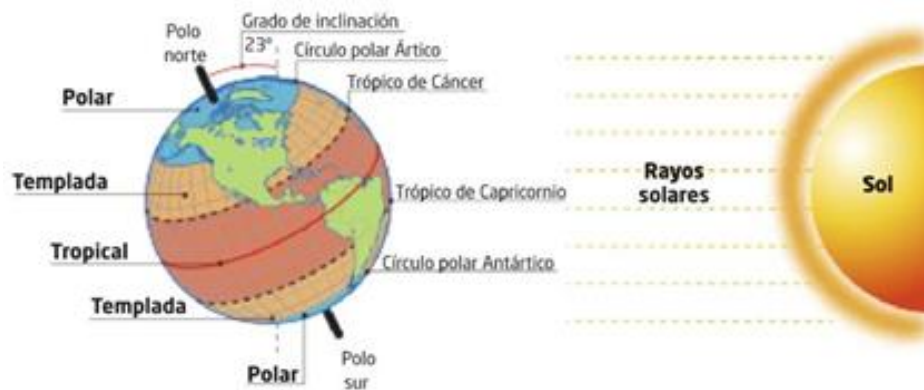 Grado de inclinación
23°
Polo
norte
Círculo polar Ártico
Trópico de Cáncer
Polar
Templada
Trópico de Capricornio
Tropical
Círculo polar Antártico
Templada
Polar
Polo
sur
Rayos
solares
Sol